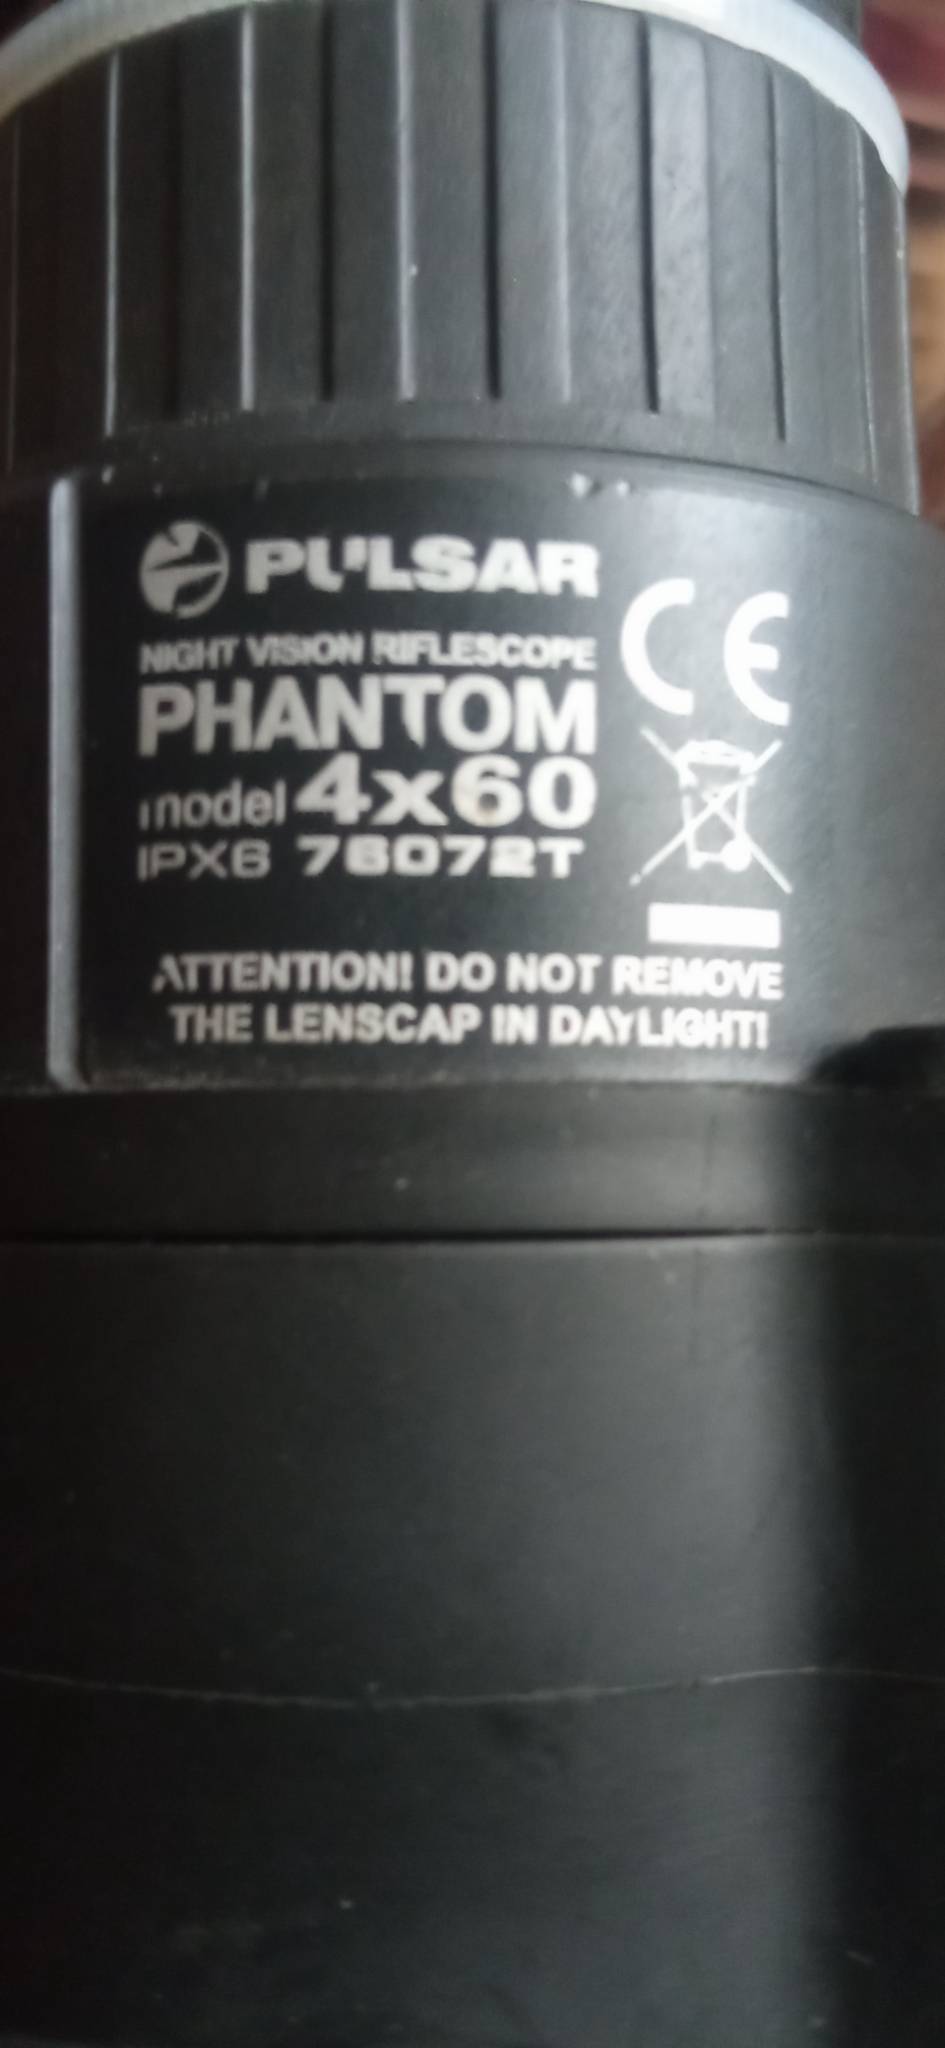 PULSAR
CE
NIGHT VISION RIFLESCOPE
PHANTOM
model 4x60
IPX6 76072T
ATTENTION! DO NOT REMOVE
THE LENSCAP IN DAYLIGHT!